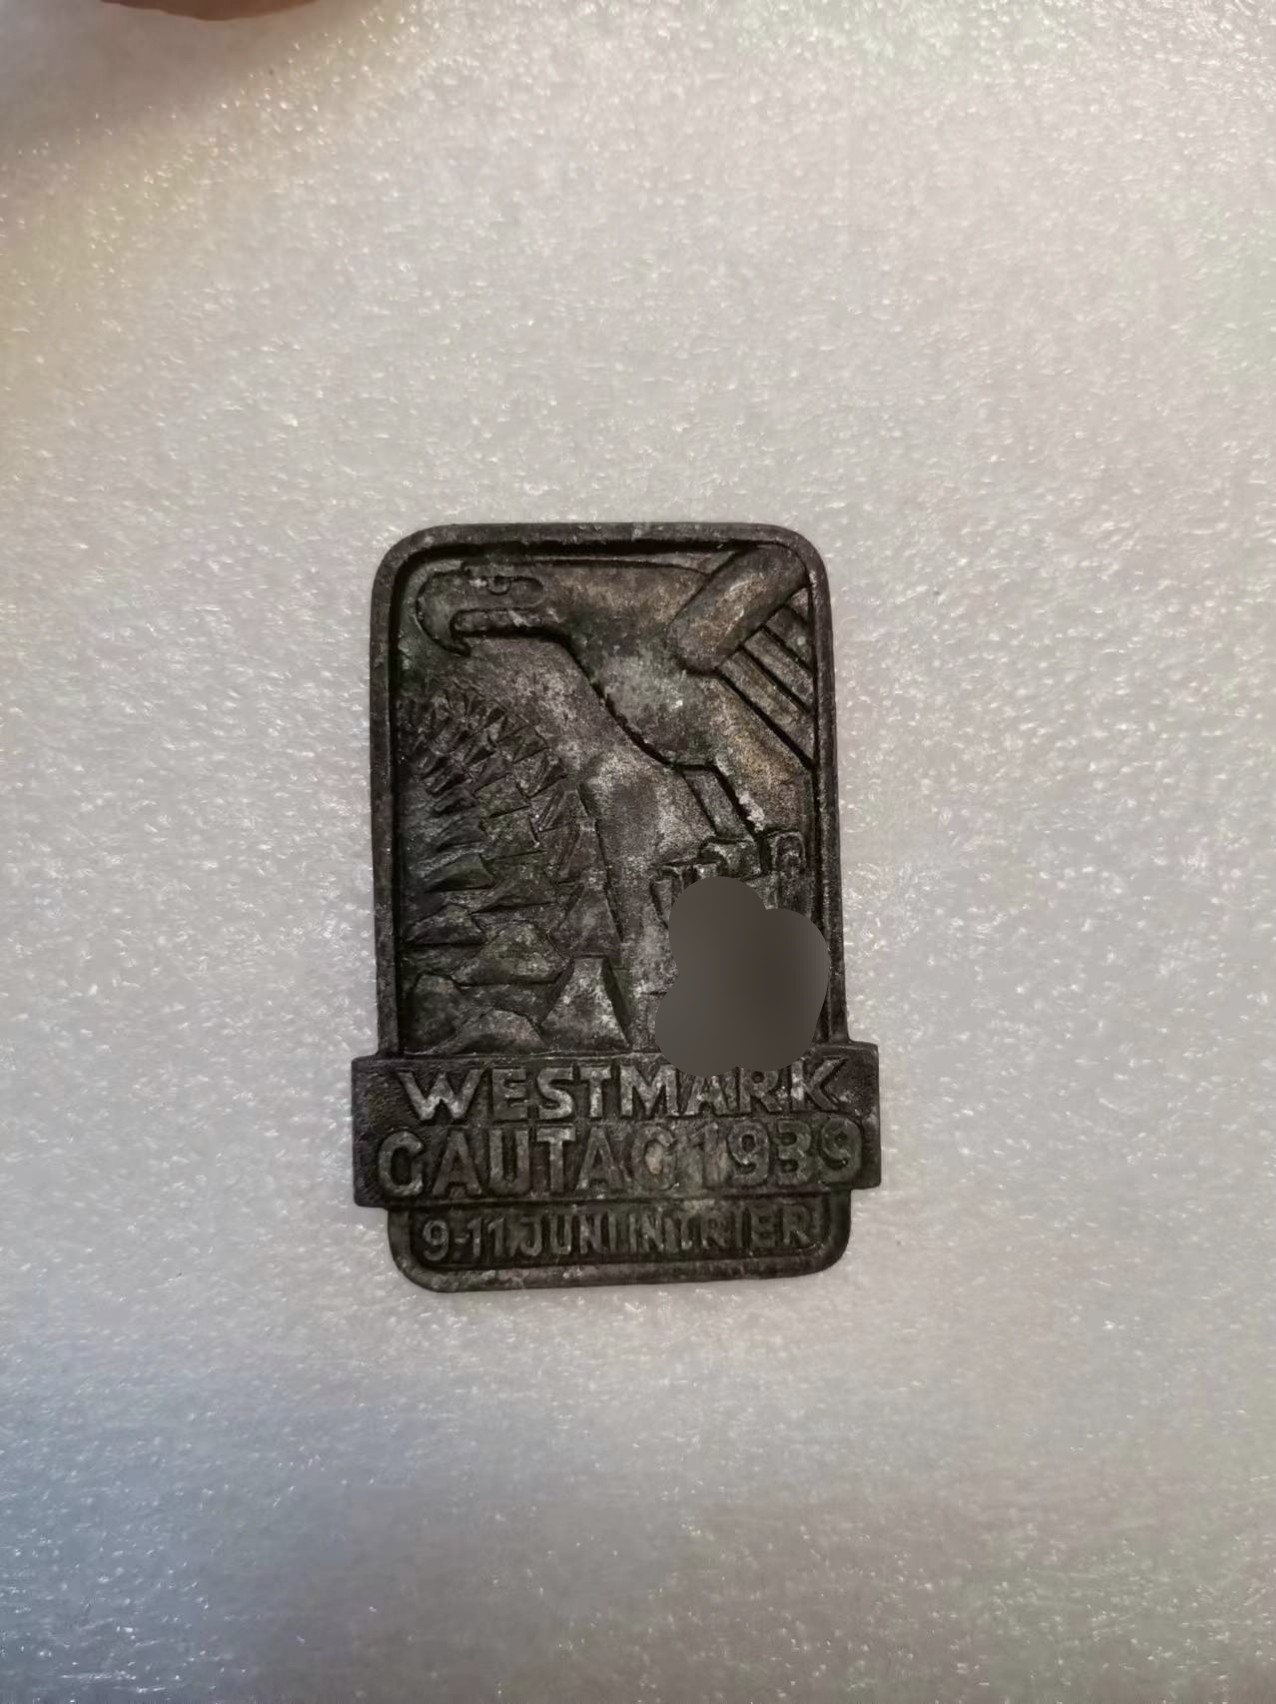 WESTMARK
GAUTAG 1939
9-11 JUNI IN TRIER